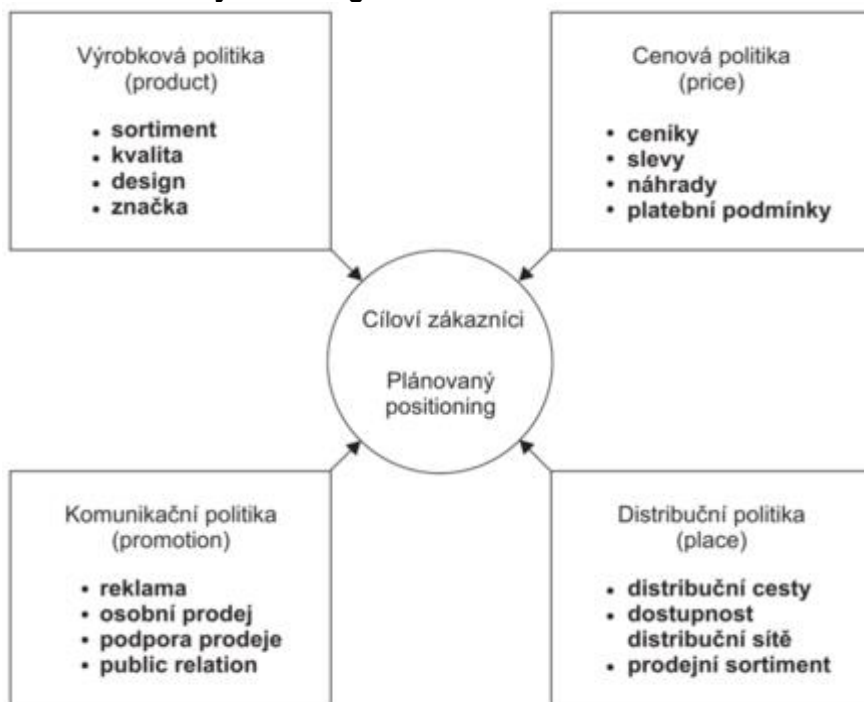 Výrobková politika
(product)
• sortiment
• kvalita
• design
• značka
Cenová politika
(price)
• ceníky
• slevy
• náhrady
• platební podmínky
Cíloví zákazníci
Plánovaný
positioning
Komunikační politika
(promotion)
• reklama
• osobní prodej
• podpora prodeje
• public relation
Distribuční politika
(place)
• distribuční cesty
• dostupnost
distribuční sítě
• prodejní sortiment